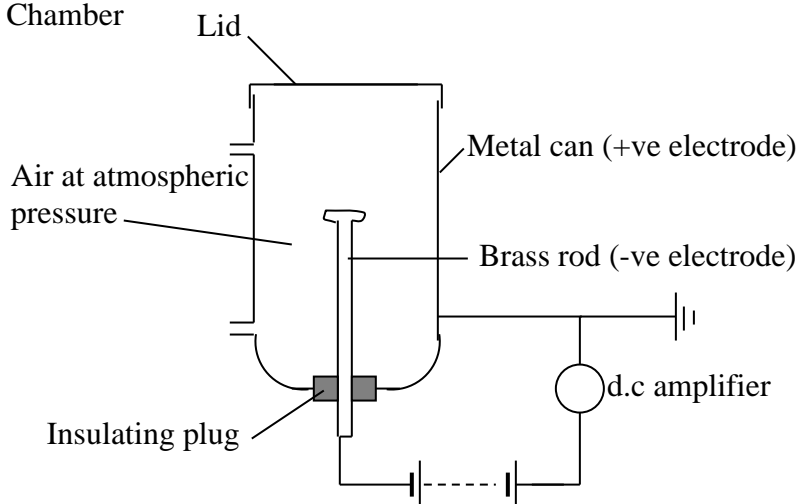 Chamber
Lid
Metal can (+ve electrode)
Air at atmospheric
pressure
Brass rod (-ve electrode)
d.c amplifier
Insulating plug